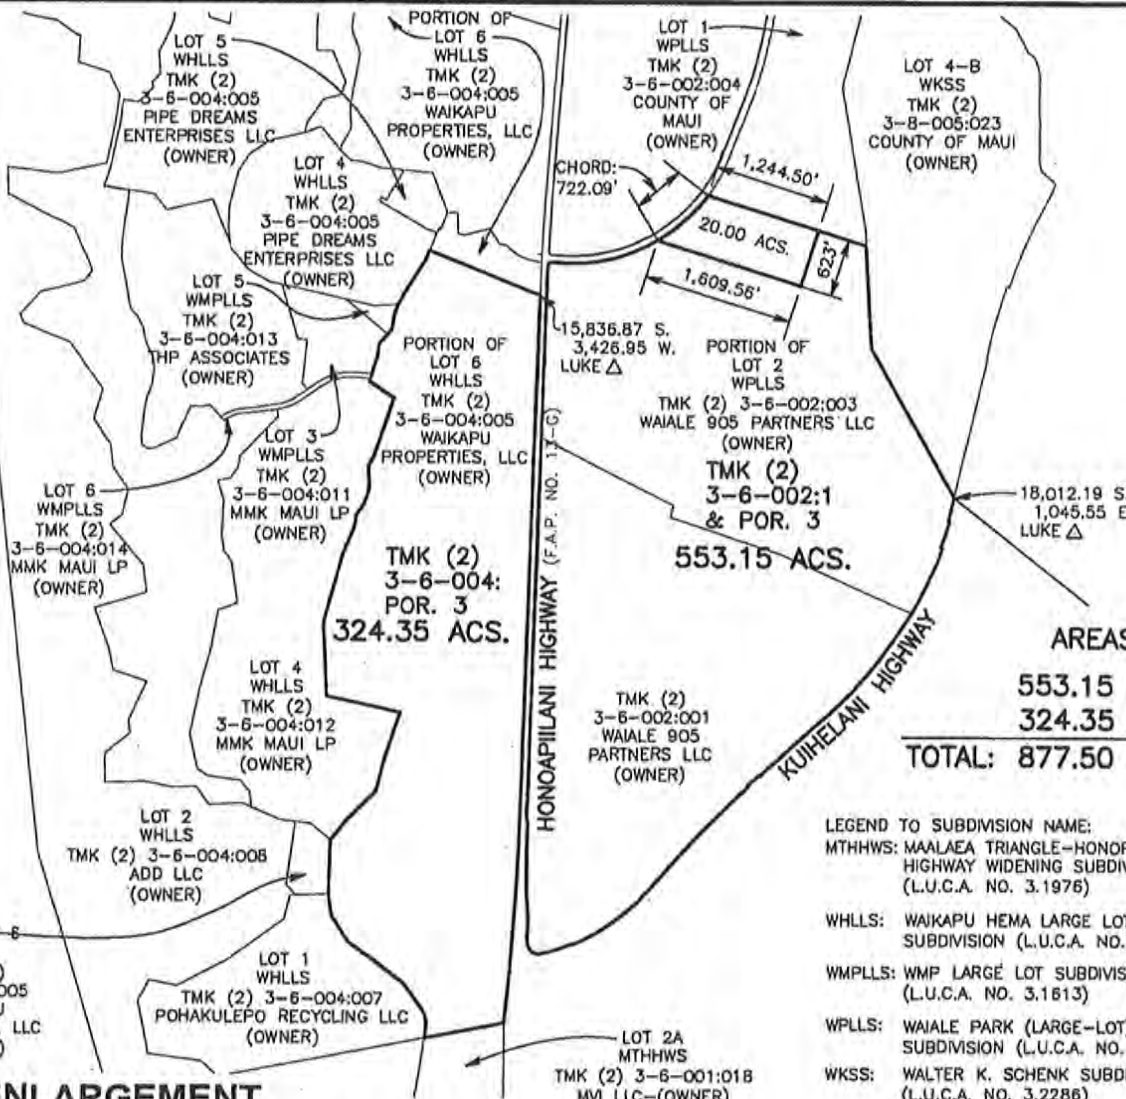 LOT 5
WHLLS
TMK (2)
3-6-004:005
PIPE DREAMS
ENTERPRISES LLC
(OWNER)
PORTION OF
LOT 6
WHLLS
TMK (2)
3-6-004:005
WAIKAPU
PROPERTIES, LLC
(OWNER)
LOT 1
WPLLS
TMK (2)
3-6-002:004
COUNTY OF
MAUI
(OWNER)
LOT 4-B
WKSS
TMK (2)
3-8-005:023
COUNTY OF MAUI
(OWNER)
LOT 4
WHLLS
TMK (2)
3-6-004:005
PIPE DREAMS
ENTERPRISES LLC
(OWNER)
CHORD:
722.09'
1,244.50'
20.00 ACS.
623'
1,609.56'
LOT 5
WMPLLS
TMK (2)
3-6-004:013
THP ASSOCIATES
(OWNER)
15,836.87 S.
3,426.95 W.
LUKE △
PORTION OF
LOT 6
WHLLS
TMK (2)
3-6-004:005
WAIKAPU
PROPERTIES, LLC
(OWNER)
PORTION OF
LOT 2
WPLLS
TMK (2) 3-6-002:003
WAIALE 905 PARTNERS LLC
(OWNER)
TMK (2)
3-6-002:1
& POR. 3
553.15 ACS.
LOT 3
WMPLLS
TMK (2)
3-6-004:011
MMK MAUI LP
(OWNER)
LOT 6
WMPLLS
TMK (2)
3-6-004:014
MMK MAUI LP
(OWNER)
18,012.19 S.
1,045.55 E
LUKE △
TMK (2)
3-6-004:
POR. 3
324.35 ACS.
HONOAPIILANI HIGHWAY (F.A.P. NO. 13-G)
KUIHELANI HIGHWAY
AREAS
553.15
324.35
TOTAL: 877.50
LOT 4
WHLLS
TMK (2)
3-6-004:012
MMK MAUI LP
(OWNER)
TMK (2)
3-6-002:001
WAIALE 905
PARTNERS LLC
(OWNER)
LOT 2
WHLLS
TMK (2) 3-6-004:008
ADD LLC
(OWNER)
LEGEND TO SUBDIVISION NAME:
MTHHWS: MAALAEA TRIANGLE-HONOP
HIGHWAY WIDENING SUBDIV
(L.U.C.A. NO. 3.1976)
WHLLS: WAIKAPU HEMA LARGE LOT
SUBDIVISION (L.U.C.A. NO.
WMPLLS: WMP LARGE LOT SUBDIVIS
(L.U.C.A. NO. 3.1613)
WPLLS: WAIALE PARK (LARGE-LOT
SUBDIVISION (L.U.C.A. NO.
WKSS: WALTER K. SCHENK SUBDI
(L.U.C.A. NO. 3.2286)
6
005
U
LLC
)
LOT 1
WHLLS
TMK (2) 3-6-004:007
POHAKULEPO RECYCLING LLC
(OWNER)
LOT 2A
MTHHWS
TMK (2) 3-6-001:018
MVI LLC-(OWNER)
ENLARGEMENT